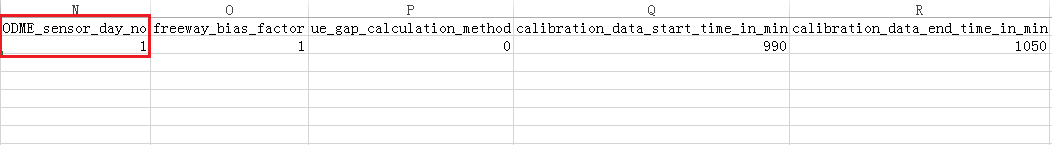 N O P Q R
ODME_sensor_day_no freeway_bias_factor ue_gap_calculation_method calibration_data_start_time_in_min calibration_data_end_time_in_min
1 1 0 990 1050